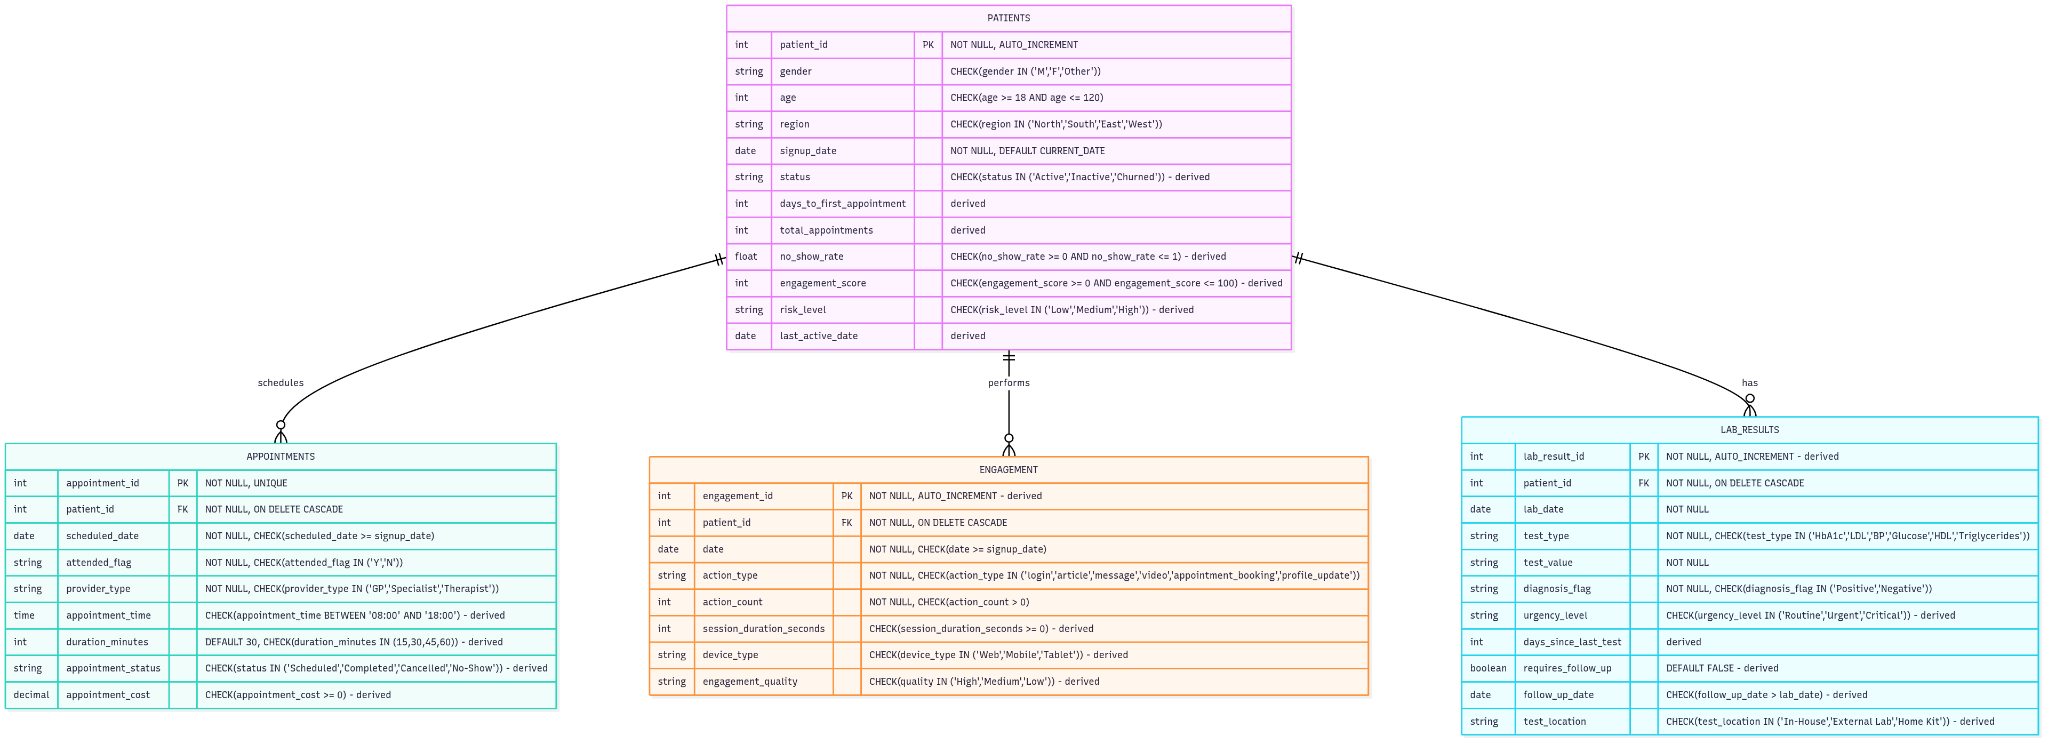 PATIENTS
int patient_id PK NOT NULL, AUTO_INCREMENT
string gender CHECK(gender IN ('M','F','Other'))
int age CHECK(age >= 18 AND age <= 120)
string region CHECK(region IN ('North','South','East','West'))
date signup_date NOT NULL, DEFAULT CURRENT_DATE
string status CHECK(status IN ('Active','Inactive','Churned')) - derived
int days_to_first_appointment derived
int total_appointments derived
float no_show_rate CHECK(no_show_rate >= 0 AND no_show_rate <= 1) - derived
int engagement_score CHECK(engagement_score >= 0 AND engagement_score <= 100) - derived
string risk_level CHECK(risk_level IN ('Low','Medium','High')) - derived
date last_active_date derived
schedules
performs
has
APPOINTMENTS
int appointment_id PK NOT NULL, UNIQUE
int patient_id FK NOT NULL, ON DELETE CASCADE
date scheduled_date NOT NULL, CHECK(scheduled_date >= signup_date)
string attended_flag NOT NULL, CHECK(attended_flag IN ('Y','N'))
string provider_type NOT NULL, CHECK(provider_type IN ('GP','Specialist','Therapist'))
time appointment_time CHECK(appointment_time BETWEEN '08:00' AND '18:00') - derived
int duration_minutes DEFAULT 30, CHECK(duration_minutes IN (15,30,45,60)) - derived
string appointment_status CHECK(status IN ('Scheduled','Completed','Cancelled','No-Show')) - derived
decimal appointment_cost CHECK(appointment_cost >= 0) - derived
ENGAGEMENT
int engagement_id PK NOT NULL, AUTO_INCREMENT - derived
int patient_id FK NOT NULL, ON DELETE CASCADE
date date NOT NULL, CHECK(date >= signup_date)
string action_type NOT NULL, CHECK(action_type IN ('login','article','message','video','appointment_booking','profile_update'))
int action_count NOT NULL, CHECK(action_count > 0)
int session_duration_seconds CHECK(session_duration_seconds >= 0) - derived
string device_type CHECK(device_type IN ('Web','Mobile','Tablet')) - derived
string engagement_quality CHECK(quality IN ('High','Medium','Low')) - derived
LAB_RESULTS
int lab_result_id PK NOT NULL, AUTO_INCREMENT - derived
int patient_id FK NOT NULL, ON DELETE CASCADE
date lab_date NOT NULL
string test_type NOT NULL, CHECK(test_type IN ('HbA1c','LDL','BP','Glucose','HDL','Triglycerides'))
string test_value NOT NULL
string diagnosis_flag NOT NULL, CHECK(diagnosis_flag IN ('Positive','Negative'))
string urgency_level CHECK(urgency_level IN ('Routine','Urgent','Critical')) - derived
int days_since_last_test derived
boolean requires_follow_up DEFAULT FALSE - derived
date follow_up_date CHECK(follow_up_date > lab_date) - derived
string test_location CHECK(test_location IN ('In-House','External Lab','Home Kit')) - derived